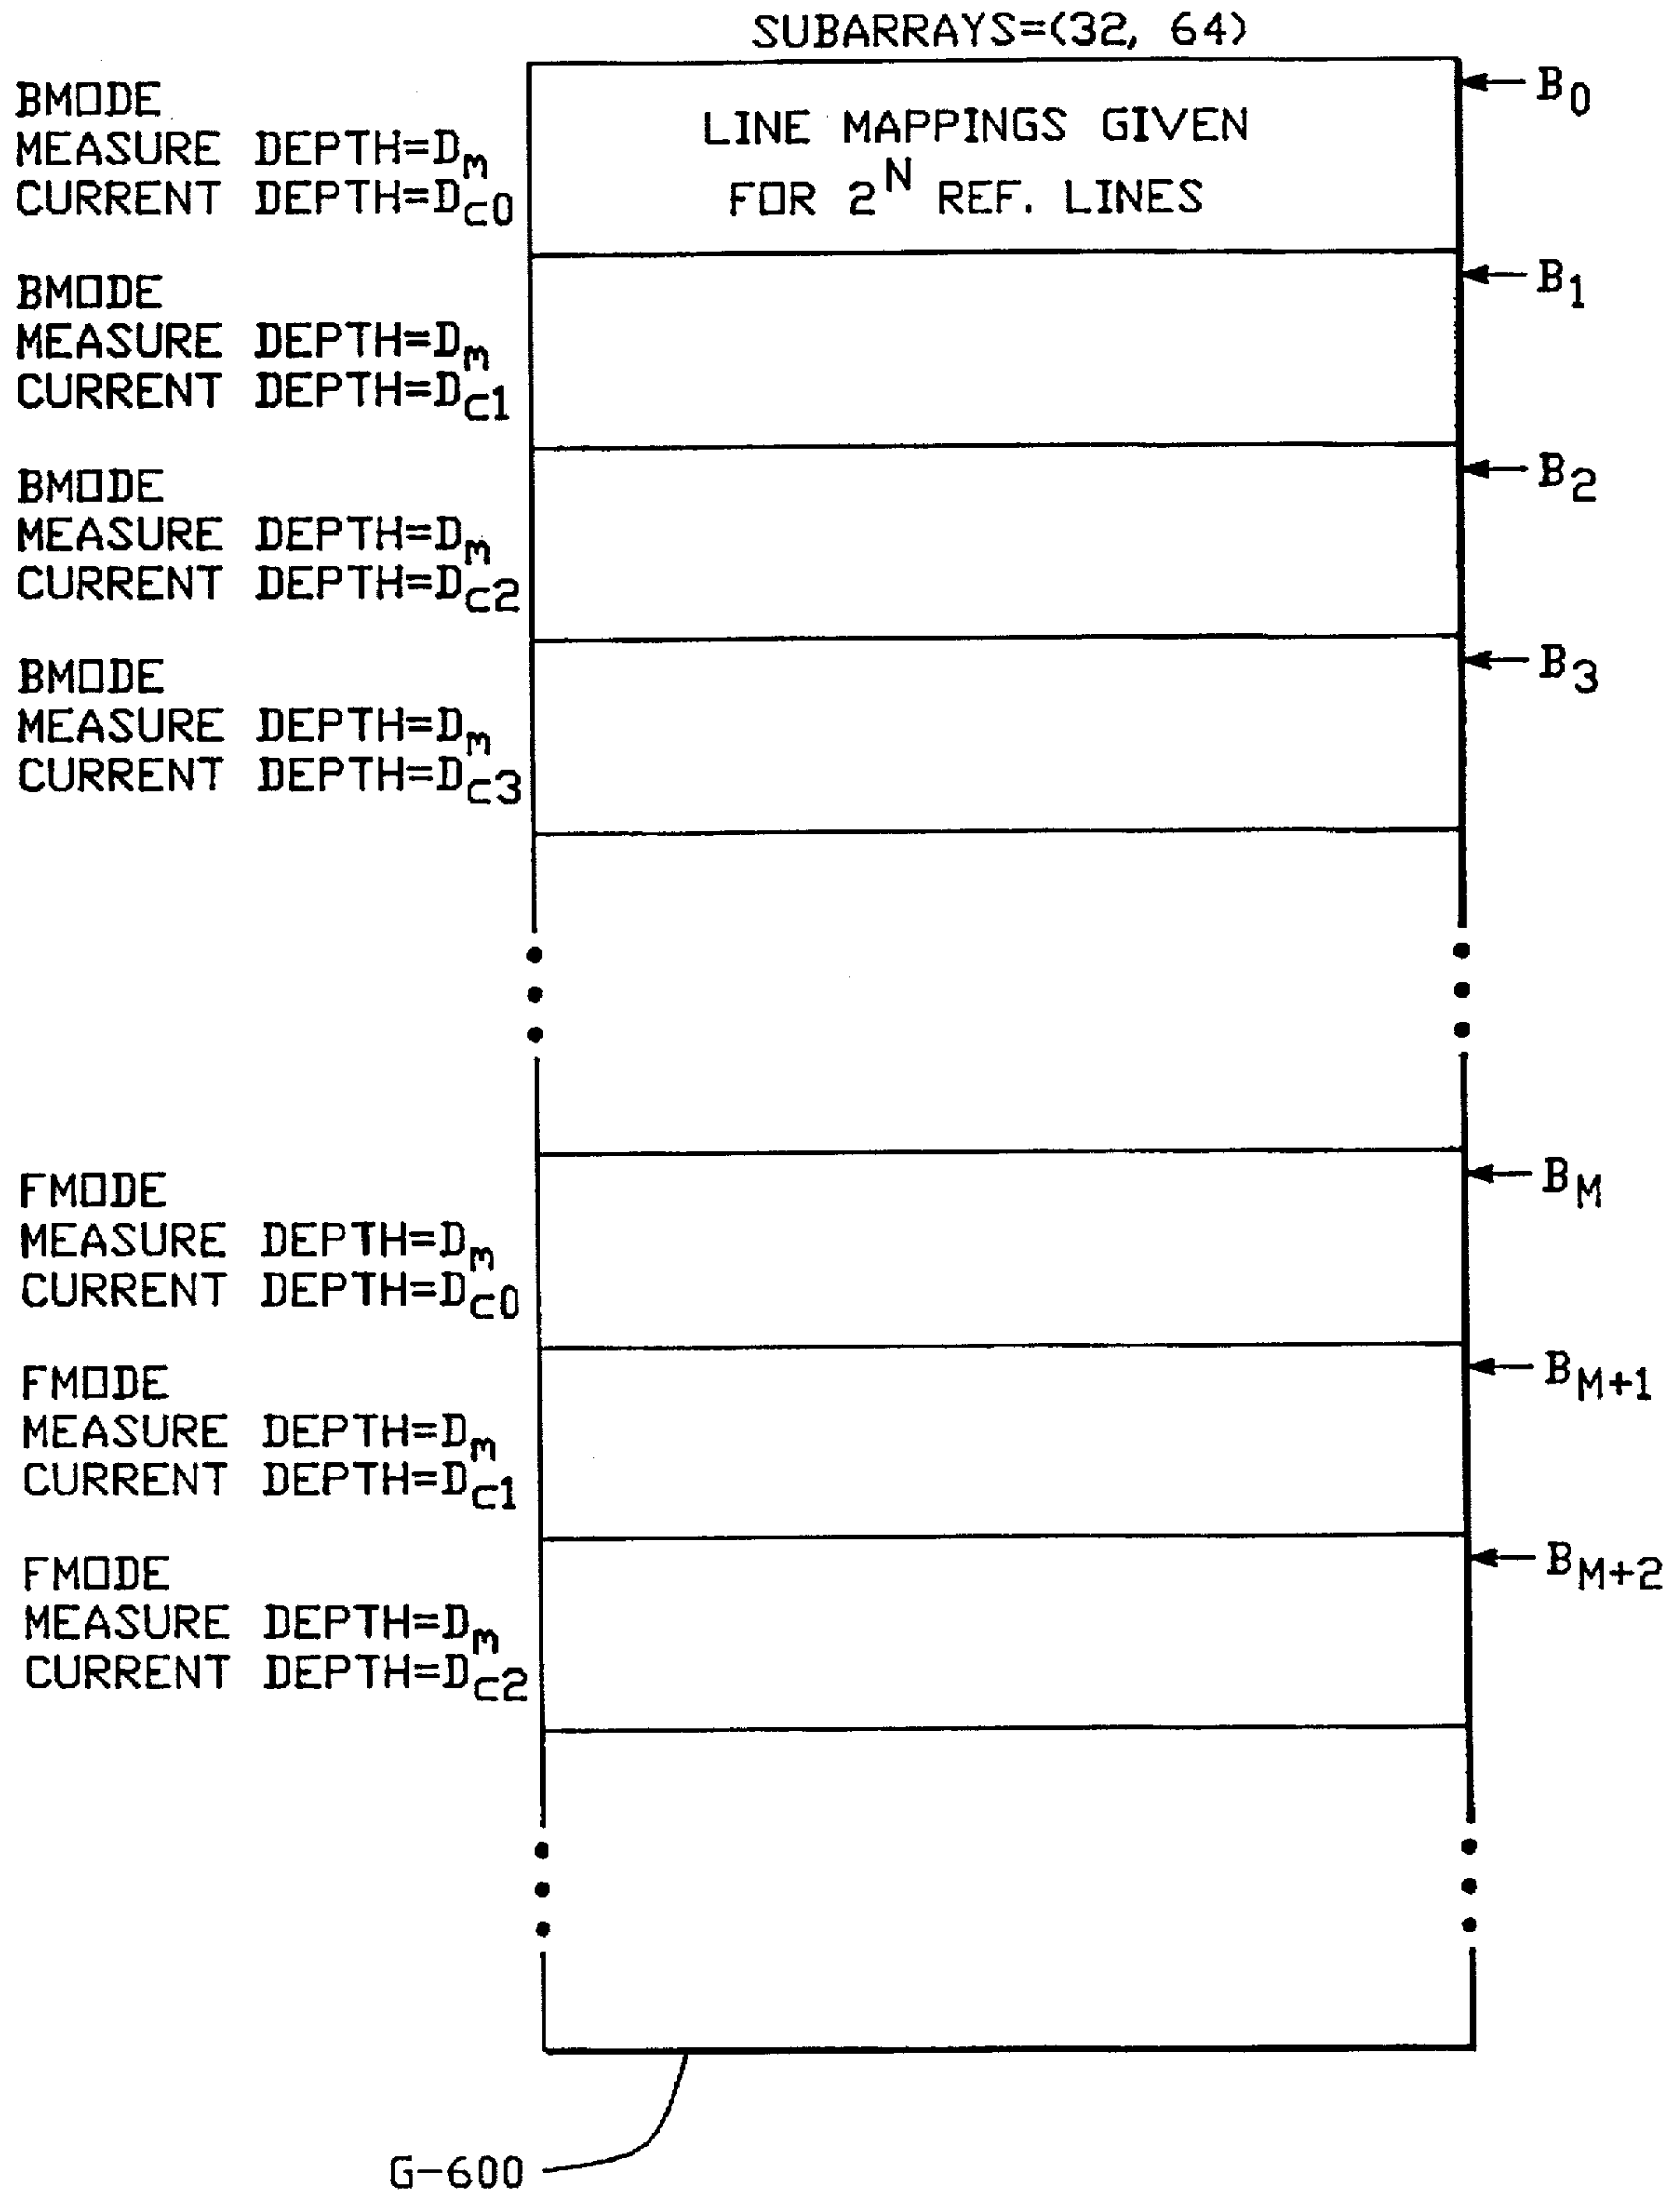 SUBARRAYS=(32, 64)
BMODE
MEASURE DEPTH=Dm
CURRENT DEPTH=DC0
LINE MAPPINGS GIVEN
FOR 2^N REF. LINES
B0
BMODE
MEASURE DEPTH=Dm
CURRENT DEPTH=DC1
B1
BMODE
MEASURE DEPTH=Dm
CURRENT DEPTH=DC2
B2
BMODE
MEASURE DEPTH=Dm
CURRENT DEPTH=DC3
B3
FMODE
MEASURE DEPTH=Dm
CURRENT DEPTH=DC0
BM
FMODE
MEASURE DEPTH=Dm
CURRENT DEPTH=DC1
BM+1
FMODE
MEASURE DEPTH=Dm
CURRENT DEPTH=DC2
BM+2
G-600